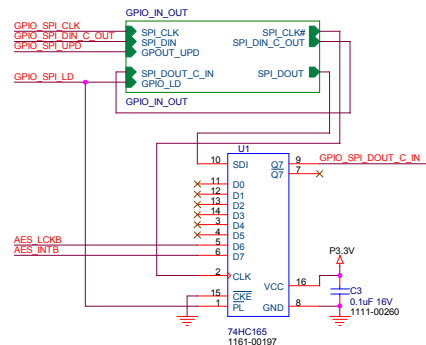 GPIO_IN_OUT
GPIO_SPI_CLK
GPIO_SPI_DIN_C_OUT
GPIO_SPI_UPD
GPIO_SPI_LD
SPI_CLK
SPI_DIN
GPOUT_UPD
SPI_DOUT_C_IN
GPIO_LD
SPI_CLK#
SPI_DIN_C_OUT
SPI_DOUT
GPIO_IN_OUT
U1
10 SDI
Q7 9
GPIO_SPI_DOUT_C_IN
Q7 7
11 D0
12 D1
13 D2
14 D3
3 D4
4 D5
AES_LCKB
5 D6
AES_INTB
6 D7
2 CLK
15 CKE
1 PL
VCC 16
GND 8
P3.3V
C3
0.1uF 16V
1111-00260
74HC165
1161-00197